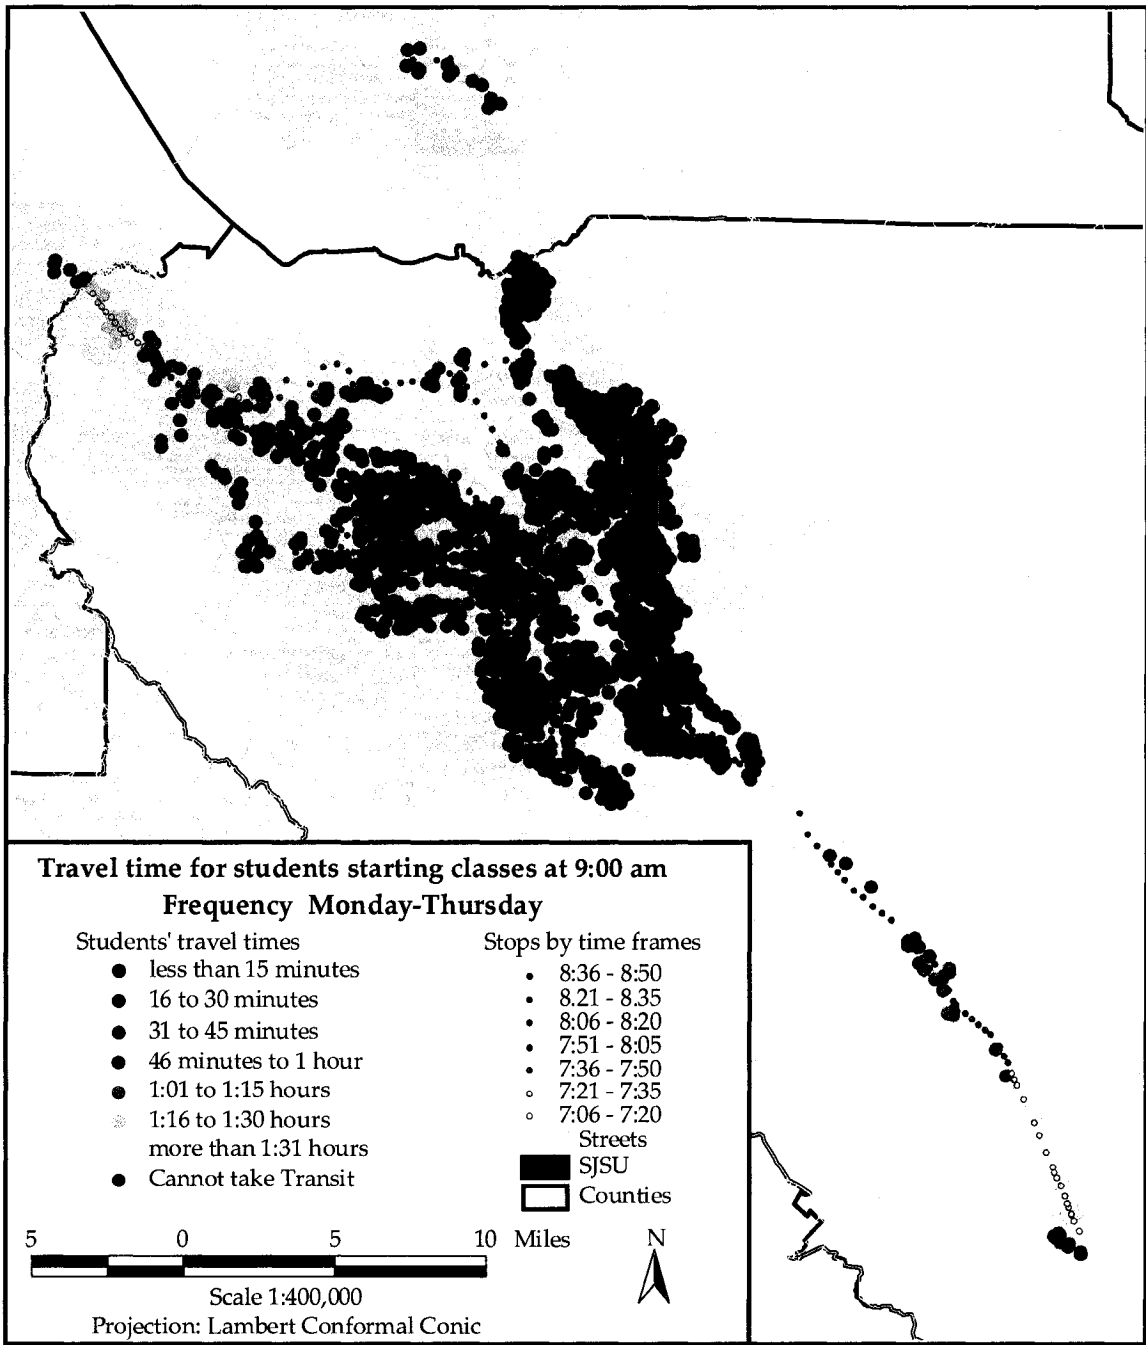 Travel time for students starting classes at 9:00 am
Frequency Monday-Thursday
Students' travel times
less than 15 minutes
16 to 30 minutes
31 to 45 minutes
46 minutes to 1 hour
1:01 to 1:15 hours
1:16 to 1:30 hours
more than 1:31 hours
Cannot take Transit
Stops by time frames
8:36 - 8:50
8.21 - 8.35
8:06 - 8:20
7:51 - 8:05
7:36 - 7:50
7:21 - 7:35
7:06 - 7:20
Streets
SJSU
Counties
5 0 5 10 Miles
N
Scale 1:400,000
Projection: Lambert Conformal Conic